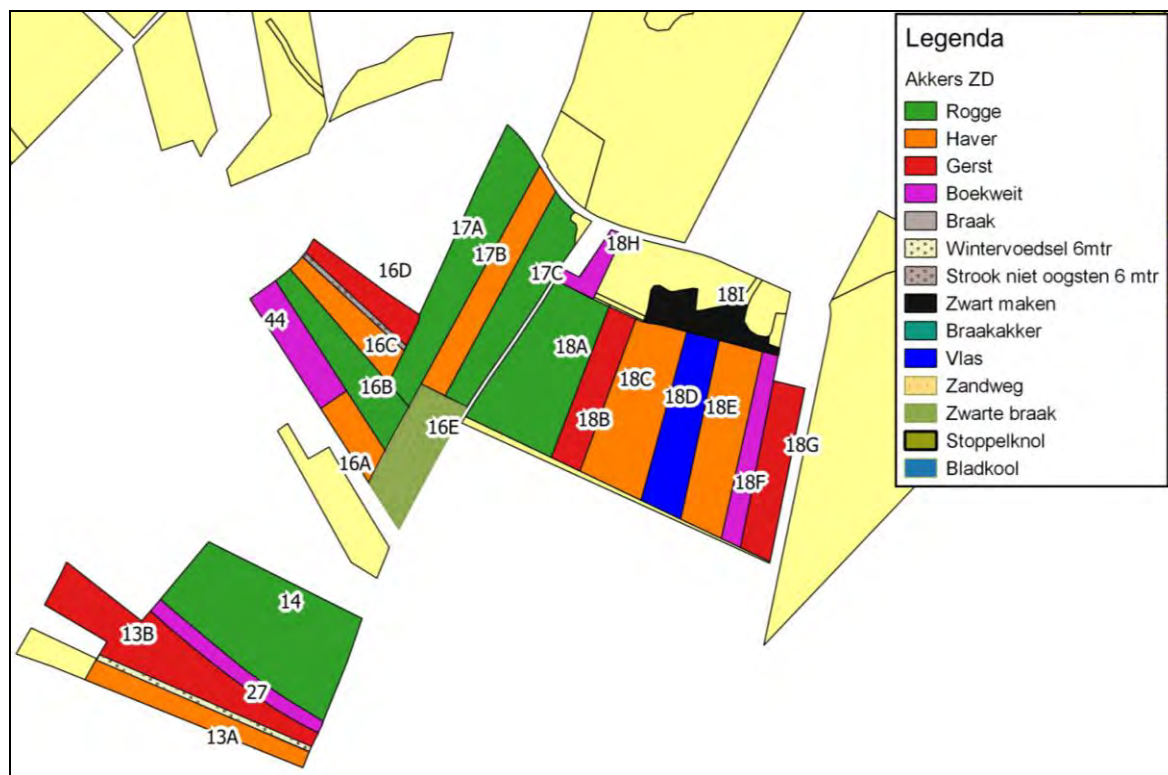 Legenda
Akkers ZD
Rogge
Haver
Gerst
Boekweit
Braak
Wintervoedsel 6mtr
Strook niet oogsten 6 mtr
Zwart maken
Braakakker
Vlas
Zandweg
Zwarte braak
Stoppelknol
Bladkool
17A
17B
18H
16D
17C
18I
44
16C
18A
18C
16B
18D
18E
16E
18B
18G
16A
18F
14
13B
27
13A